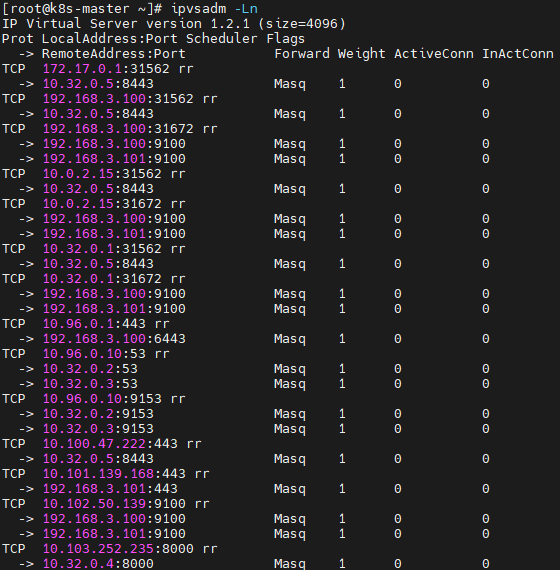 [root@k8s-master ~]# ipvsadm -Ln
IP Virtual Server version 1.2.1 (size=4096)
Prot LocalAddress:Port Scheduler Flags
  -> RemoteAddress:Port           Forward Weight ActiveConn InActConn
TCP  172.17.0.1:31562 rr
  -> 10.32.0.5:8443               Masq    1      0          0
TCP  192.168.3.100:31562 rr
  -> 10.32.0.5:8443               Masq    1      0          0
TCP  192.168.3.100:31672 rr
  -> 192.168.3.100:9100           Masq    1      0          0
  -> 192.168.3.101:9100           Masq    1      0          0
TCP  10.0.2.15:31562 rr
  -> 10.32.0.5:8443               Masq    1      0          0
TCP  10.0.2.15:31672 rr
  -> 192.168.3.100:9100           Masq    1      0          0
  -> 192.168.3.101:9100           Masq    1      0          0
TCP  10.32.0.1:31562 rr
  -> 10.32.0.5:8443               Masq    1      0          0
TCP  10.32.0.1:31672 rr
  -> 192.168.3.100:9100           Masq    1      0          0
  -> 192.168.3.101:9100           Masq    1      0          0
TCP  10.96.0.1:443 rr
  -> 192.168.3.100:6443           Masq    1      0          0
TCP  10.96.0.10:53 rr
  -> 10.32.0.2:53                 Masq    1      0          0
  -> 10.32.0.3:53                 Masq    1      0          0
TCP  10.96.0.10:9153 rr
  -> 10.32.0.2:9153               Masq    1      0          0
  -> 10.32.0.3:9153               Masq    1      0          0
TCP  10.100.47.222:443 rr
  -> 10.32.0.5:8443               Masq    1      0          0
TCP  10.101.139.168:443 rr
  -> 192.168.3.101:443            Masq    1      0          0
TCP  10.102.50.139:9100 rr
  -> 192.168.3.100:9100           Masq    1      0          0
  -> 192.168.3.101:9100           Masq    1      0          0
TCP  10.103.252.235:8000 rr
  -> 10.32.0.4:8000               Masq    1      0          0